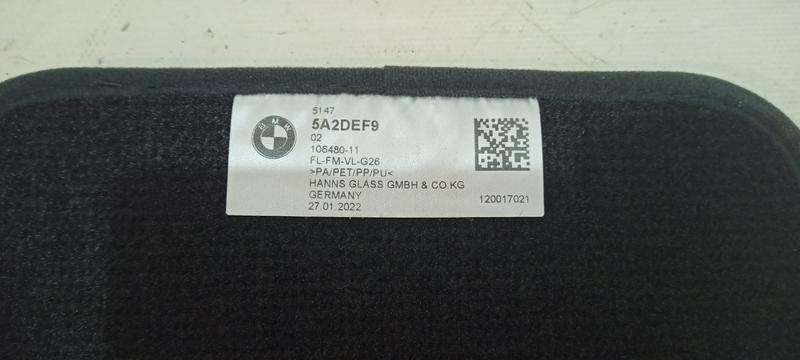 BMW
5147
5A2DEF9
02
106480-11
FL-FM-VL-G26
>PA/PET/PP/PU<
HANNS GLASS GMBH & CO.KG
GERMANY
27.01.2022
120017021